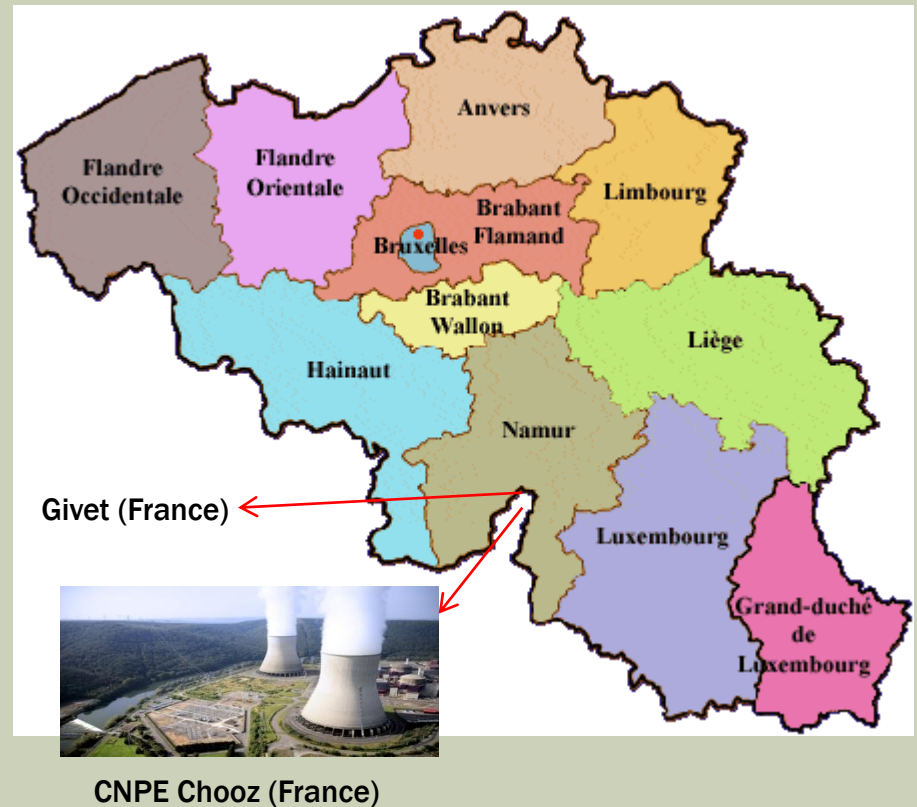 Anvers
Flandre
Occidentale
Flandre
Orientale
Limbourg
Brabant
Flamand
Bruxelles
Brabant
Wallon
Liège
Hainaut
Namur
Givet (France)
Luxembourg
Grand-duché
de
Luxembourg
CNPE Chooz (France)